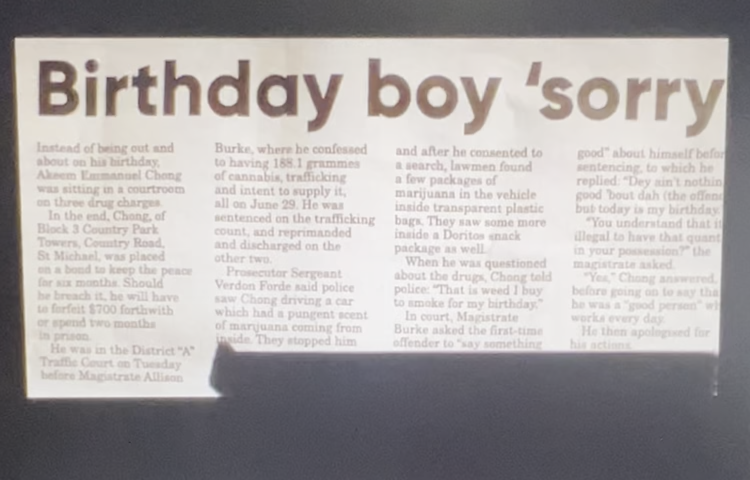 Birthday boy 'sorry
Instead of being out and
about on his birthday,
Akeem Emmanuel Chong
was sitting in a courtroom
on three drug charges.
In the end, Chong, of
Block 3 Country Park
Towers, Country Road,
St Michael, was placed
on a bond to keep the peace
for six months. Should
he breach it, he will have
to forfeit $700 forthwith
or spend two months
in prison.
He was in the District "A"
Traffic Court on Tuesday
before Magistrate Allison
Burke, where he confessed
to having 188.1 grammes
of cannabis, trafficking
and intent to supply it,
all on June 29. He was
sentenced on the trafficking
count, and reprimanded
and discharged on the
other two.
Prosecutor Sergeant
Verdon Forde said police
saw Chong driving a car
which had a pungent scent
of marijuana coming from
inside. They stopped him
and after he consented to
a search, lawmen found
a few packages of
marijuana in the vehicle
inside transparent plastic
bags. They saw some more
inside a Doritos snack
package as well.
When he was questioned
about the drugs, Chong told
police: "That is weed I buy
to smoke for my birthday."
In court, Magistrate
Burke asked the first-time
offender to "say something
good" about himself befor
sentencing, to which he
replied: "Dey ain't nothin
good 'bout dah (the offenc
but today is my birthday.
"You understand that it
illegal to have that quant
in your possession?" the
magistrate asked.
"Yes," Chong answered,
before going on to say tha
he was a "good person" wh
works every day.
He then apologised for
his actions.